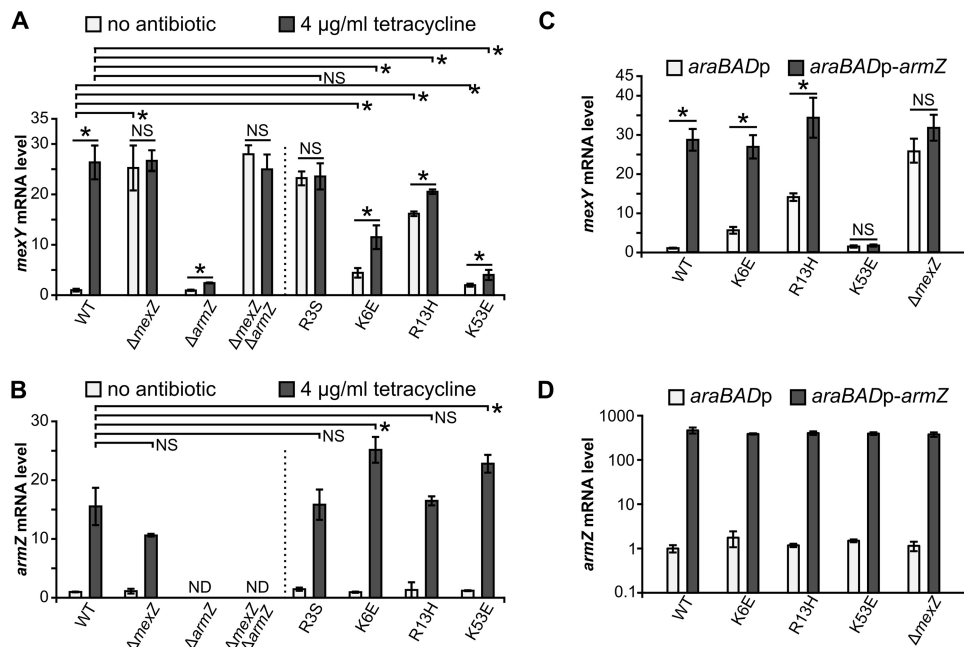 A
no antibiotic
4 µg/ml tetracycline
*
*
*
NS
*
*
*
*
35
30
20
10
0
mexY mRNA level
*
NS
*
NS
NS
*
*
*
WT
ΔmexZ
ΔarmZ
ΔmexZ
ΔarmZ
R3S
K6E
R13H
K53E
B
no antibiotic
4 µg/ml tetracycline
*
NS
*
NS
NS
30
20
10
0
armZ mRNA level
ND
ND
WT
ΔmexZ
ΔarmZ
ΔmexZ
ΔarmZ
R3S
K6E
R13H
K53E
C
araBADp
araBADp-armZ
45
40
30
20
10
0
mexY mRNA level
*
*
*
NS
NS
WT
K6E
R13H
K53E
ΔmexZ
D
araBADp
araBADp-armZ
1000
100
10
1
0.1
armZ mRNA level
WT
K6E
R13H
K53E
ΔmexZ